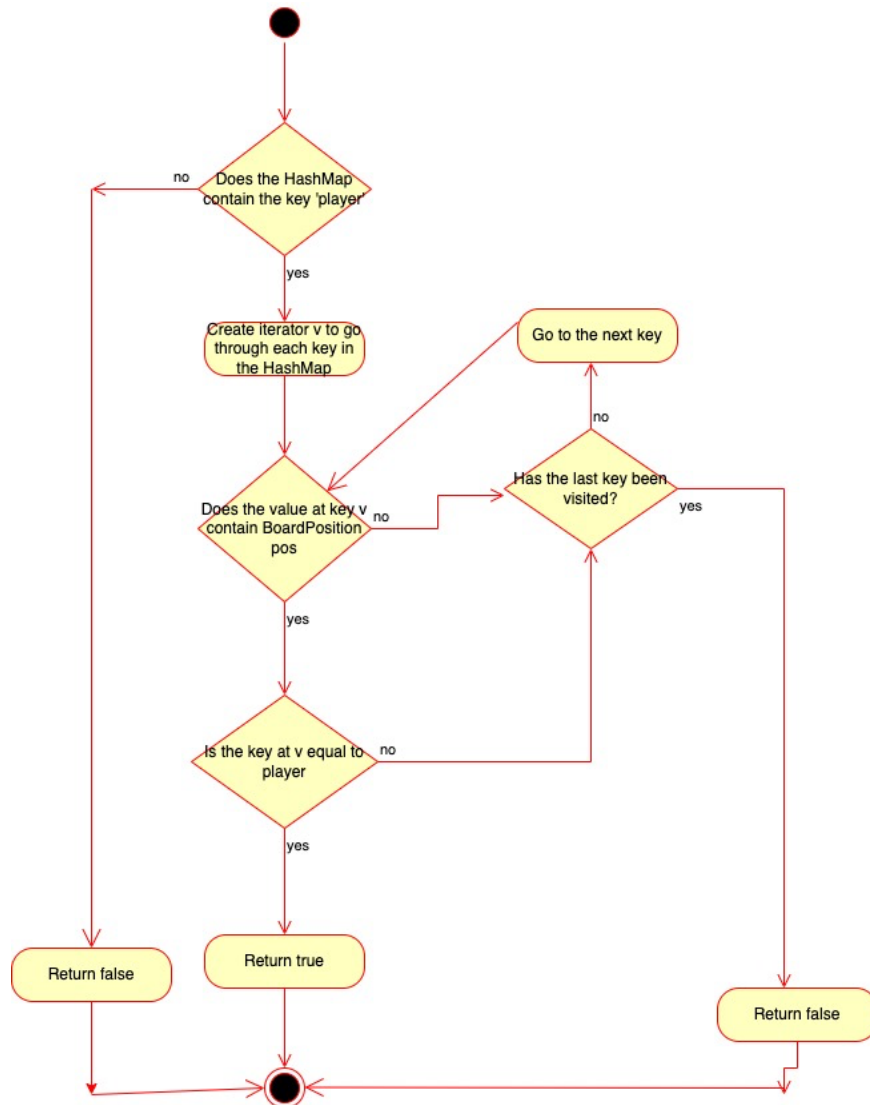 Does the HashMap
contain the key 'player'
no
yes
Create iterator v to go
through each key in
the HashMap
Go to the next key
no
Has the last key been
visited?
yes
Does the value at key v
contain BoardPosition
pos
no
yes
Is the key at v equal to
player
no
yes
Return false
Return true
Return false